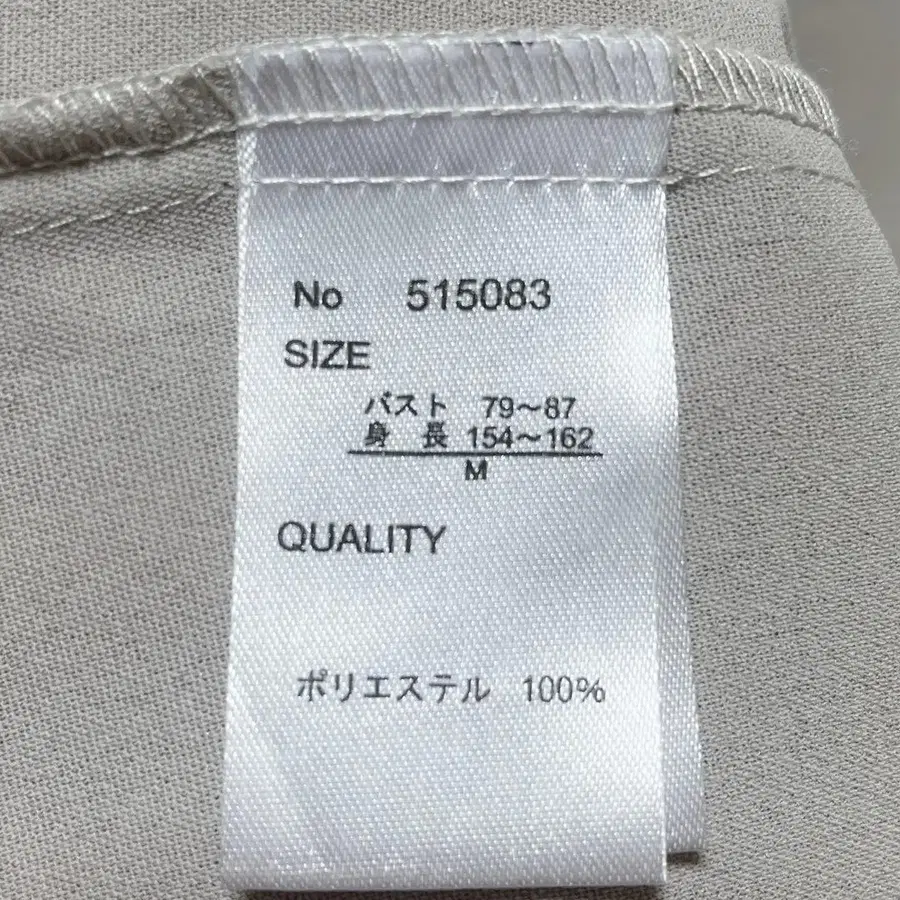 No 515083
SIZE
バスト 79〜87
身 長 154〜162
M
QUALITY
ポリエステル 100%